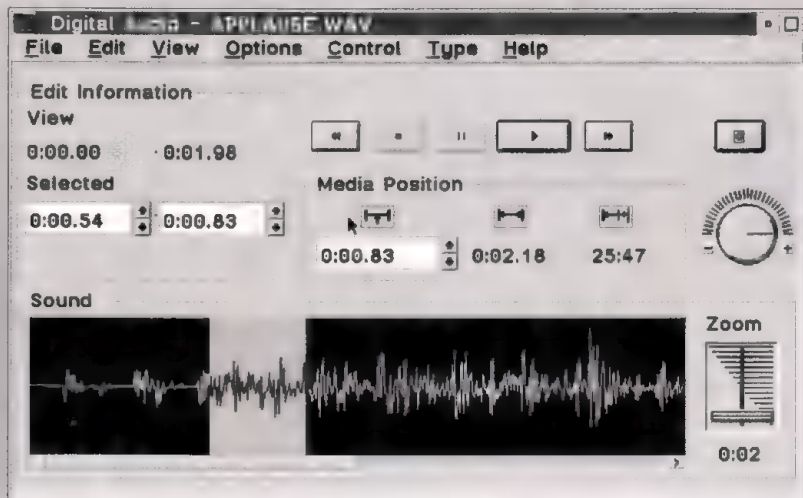 Digital Audio - APPLAUSE.WAV
File Edit View Options Control Type Help
Edit Information
View
0:00.00 0:01.98
Selected
0:00.54 0:00.83
Media Position
0:00.83 0:02.18 25:47
Sound
Zoom
0:02